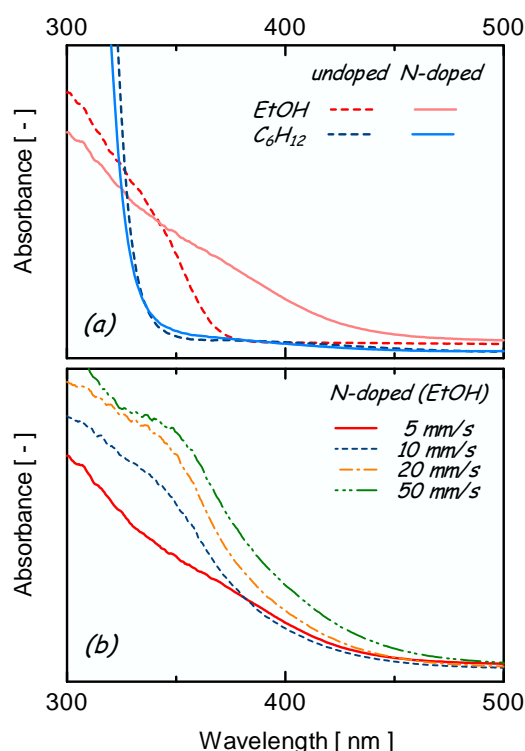 300 400 500
undoped N-doped
EtOH
C₆H₁₂
Absorbance [ - ]
(a)
N-doped (EtOH)
5 mm/s
10 mm/s
20 mm/s
50 mm/s
Absorbance [ - ]
(b)
300 400 500
Wavelength [ nm ]